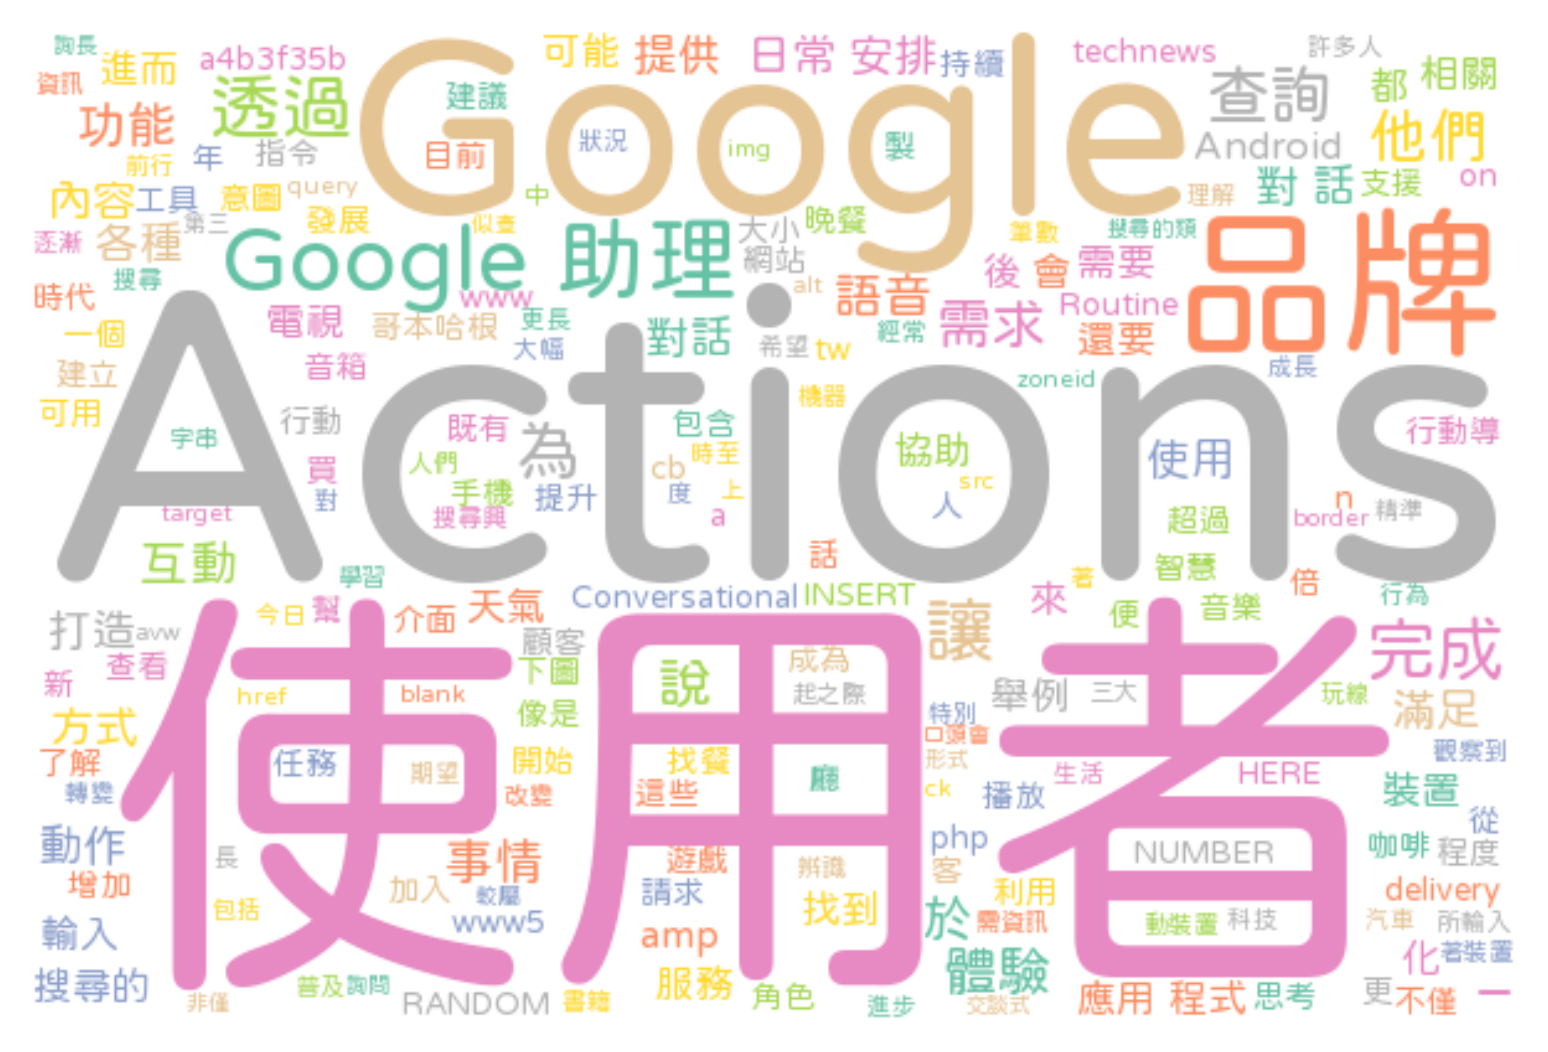 詢長
資訊
進而
a4b3f35b
可能
提供
日常
安排
持續
technews
許多人
相關
都
Google
透過
功能
建議
查詢
Android
他們
前行
年
指令
目前
狀況
img
製
理解
對話
支援
on
內容
工具
意圖
query
中
第三
發展
似臺
逐漸
各種
Google 助理
大小
晚餐
筆數
搜尋的類
品牌
網站
搜尋
時代
www
alt
語音
後
會
需要
一個
電視
哥本哈根
更長
對話
希望
tw
經常
需求
Routine
還要
大幅
音箱
建立
zoneid
成長
可用
Actions
機器
字串
行動
既有
為
包含
協助
使用
行動導
人們
時至
cb
買
對
手機
提升
度
上
src
人
target
搜尋興
a
n
border
精準
超過
互動
話
智慧
學習
倍
Conversational
INSERT
來
著
便
音樂
行為
今日
幫
介面
天氣
打造
avw
顧客
讓
完成
使用者
查看
新
下圖
說
成為
起之際
舉例
三大
玩線
滿足
href
blank
方式
像是
特別
口頭會
觀察到
了解
任務
期望
開始
找餐
廳
形式
生活
HERE
轉變
改變
這些
ck
播放
裝置
從
動作
長
事情
遊戲
辨識
php
NUMBER
咖啡
程度
增加
加入
較屬
請求
客
利用
delivery
包括
www5
找到
於
需資訊
動裝置
科技
汽車
所輸入
輸入
amp
體驗
化
著裝置
搜尋的
普及
詢問
服務
角色
應用
程式
思考
更
不僅
一
非僅
RANDOM
書籍
進步
交談式